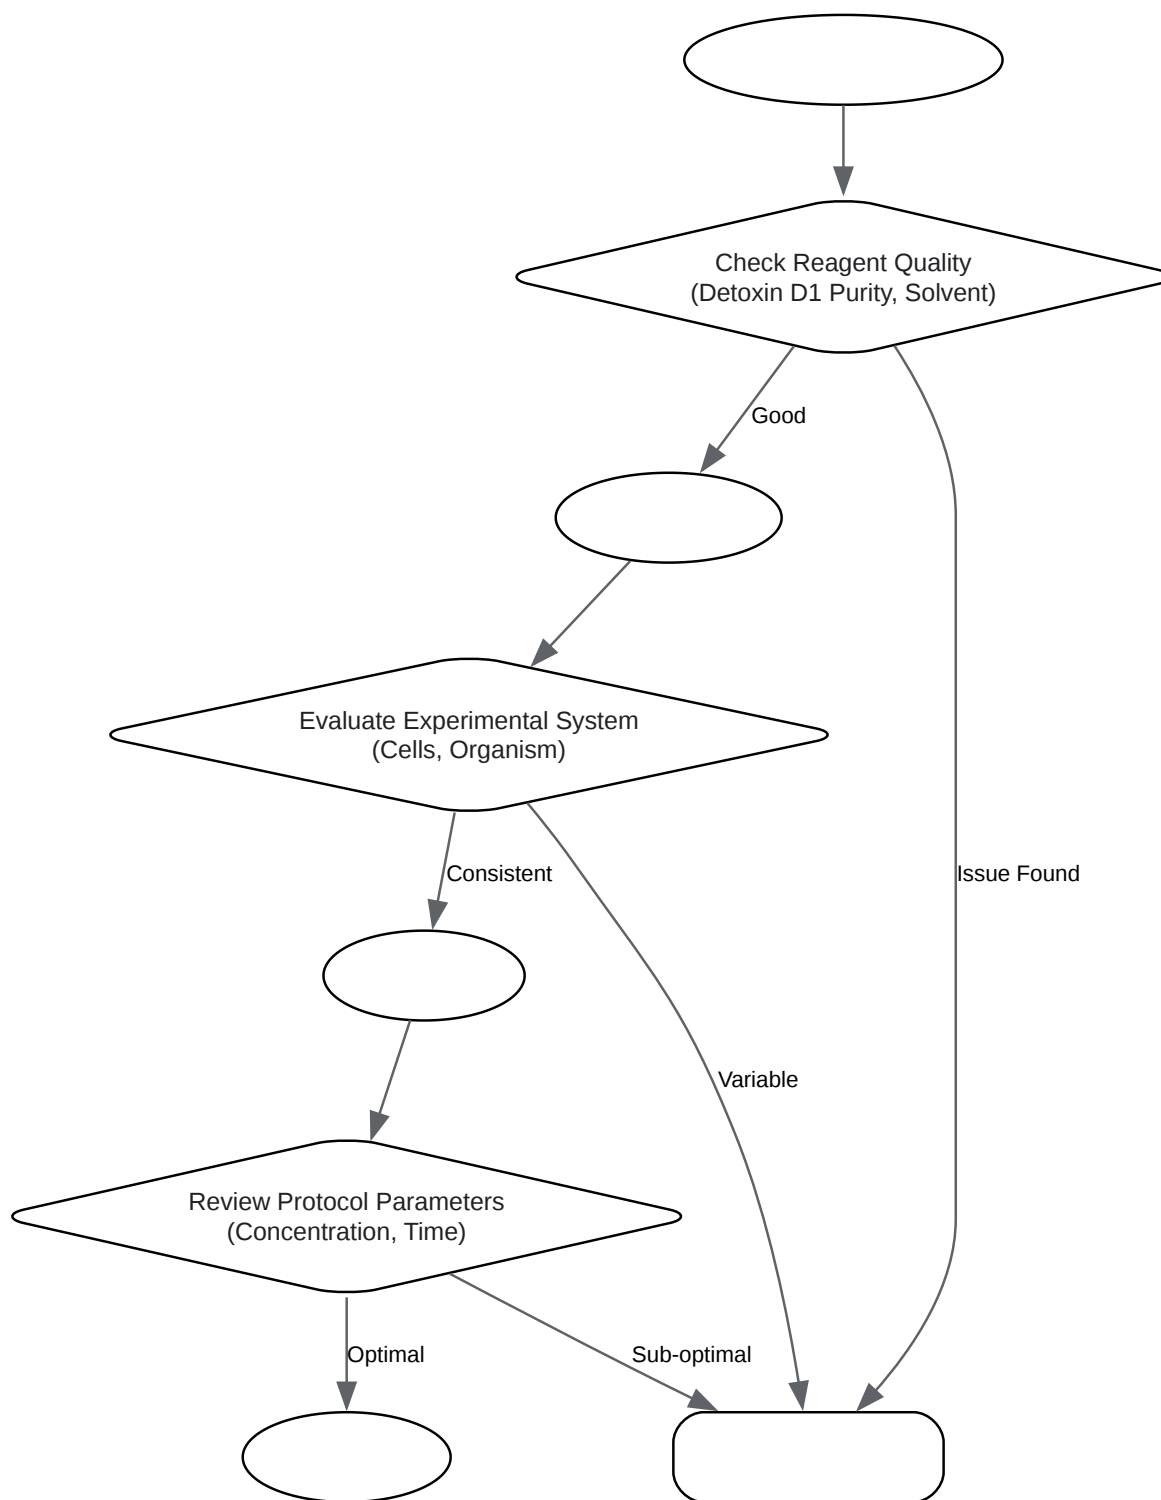 Check Reagent Quality
(Detoxin D1 Purity, Solvent)
Good
Evaluate Experimental System
(Cells, Organism)
Consistent
Issue Found
Variable
Review Protocol Parameters
(Concentration, Time)
Optimal
Sub-optimal